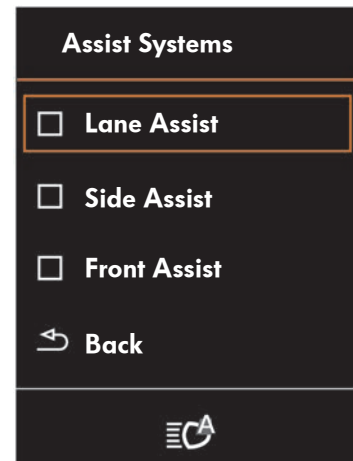 Assist Systems
Lane Assist
Side Assist
Front Assist
Back
A